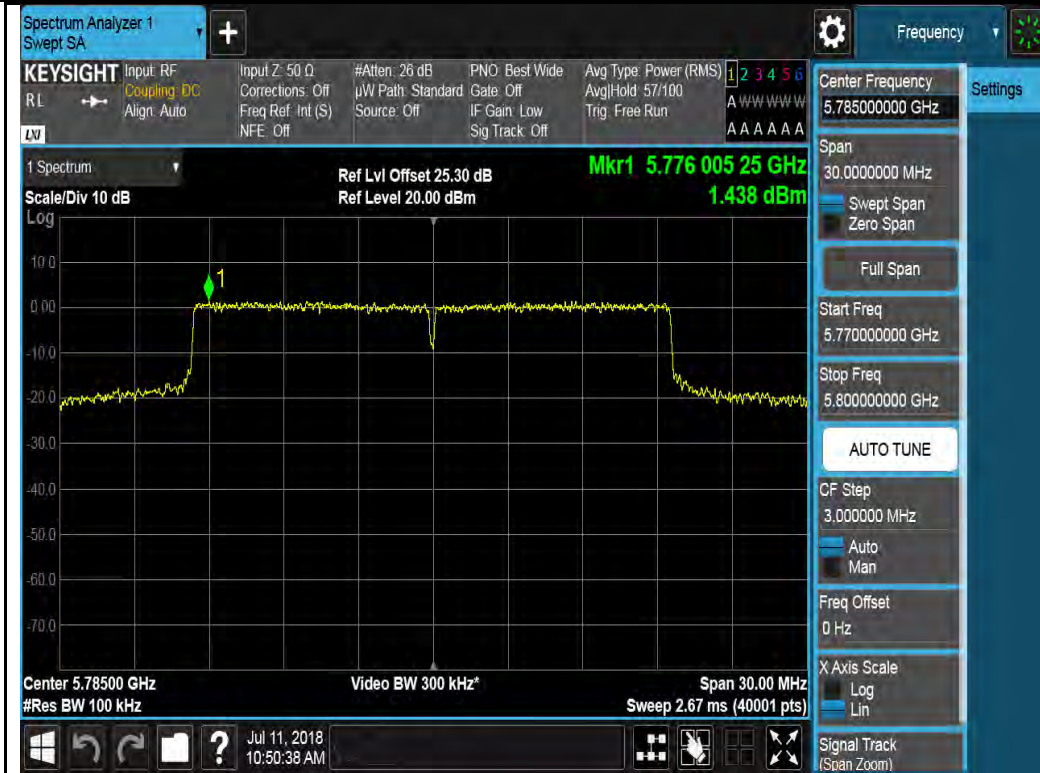 Spectrum Analyzer 1
Swept SA
+
Frequency
KEYSIGHT
RL
LXI
Input: RF
Coupling: DC
Align: Auto
Input Z: 50 Ω
Corrections: Off
Freq Ref: Int (S)
NFE: Off
#Atten: 26 dB
µW Path: Standard
Source: Off
PNO: Best Wide
Gate: Off
IF Gain: Low
Sig Track: Off
Avg Type: Power (RMS)
Avg|Hold: 57/100
Trig: Free Run
1 2 3 4 5 6
A W W W W W
A A A A A A
1 Spectrum
Scale/Div 10 dB
Log
Ref Lvl Offset 25.30 dB
Ref Level 20.00 dBm
Mkr1 5.776 005 25 GHz
1.438 dBm
1
10.0
0.00
-10.0
-20.0
-30.0
-40.0
-50.0
-60.0
-70.0
Center 5.78500 GHz
#Res BW 100 kHz
Video BW 300 kHz*
Span 30.00 MHz
Sweep 2.67 ms (40001 pts)
?
Jul 11, 2018
10:50:38 AM
Center Frequency
5.785000000 GHz
Span
30.0000000 MHz
Swept Span
Zero Span
Full Span
Start Freq
5.770000000 GHz
Stop Freq
5.800000000 GHz
AUTO TUNE
CF Step
3.000000 MHz
Auto
Man
Freq Offset
0 Hz
X Axis Scale
Log
Lin
Signal Track
(Span Zoom)
Settings